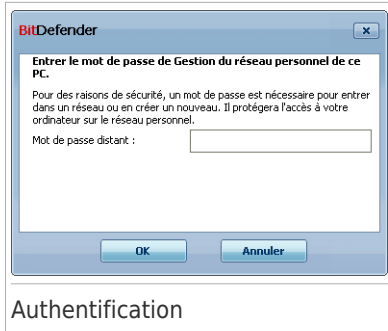 BitDefender
Entrer le mot de passe de Gestion du réseau personnel de ce
PC.
Pour des raisons de sécurité, un mot de passe est nécessaire pour entrer
dans un réseau ou en créer un nouveau. Il protégera l'accès à votre
ordinateur sur le réseau personnel.
Mot de passe distant :
OK
Annuler
Authentification